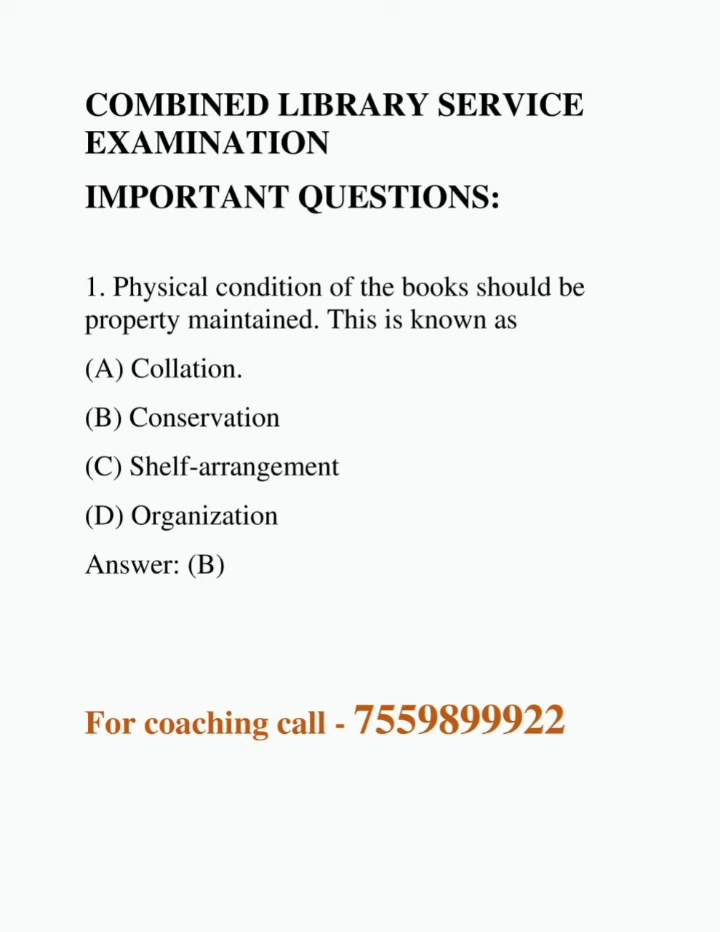 COMBINED LIBRARY SERVICE
EXAMINATION
IMPORTANT QUESTIONS:
1. Physical condition of the books should be
property maintained. This is known as
(A) Collation.
(B) Conservation
(C) Shelf-arrangement
(D) Organization
Answer: (B)
For coaching call - 7559899922